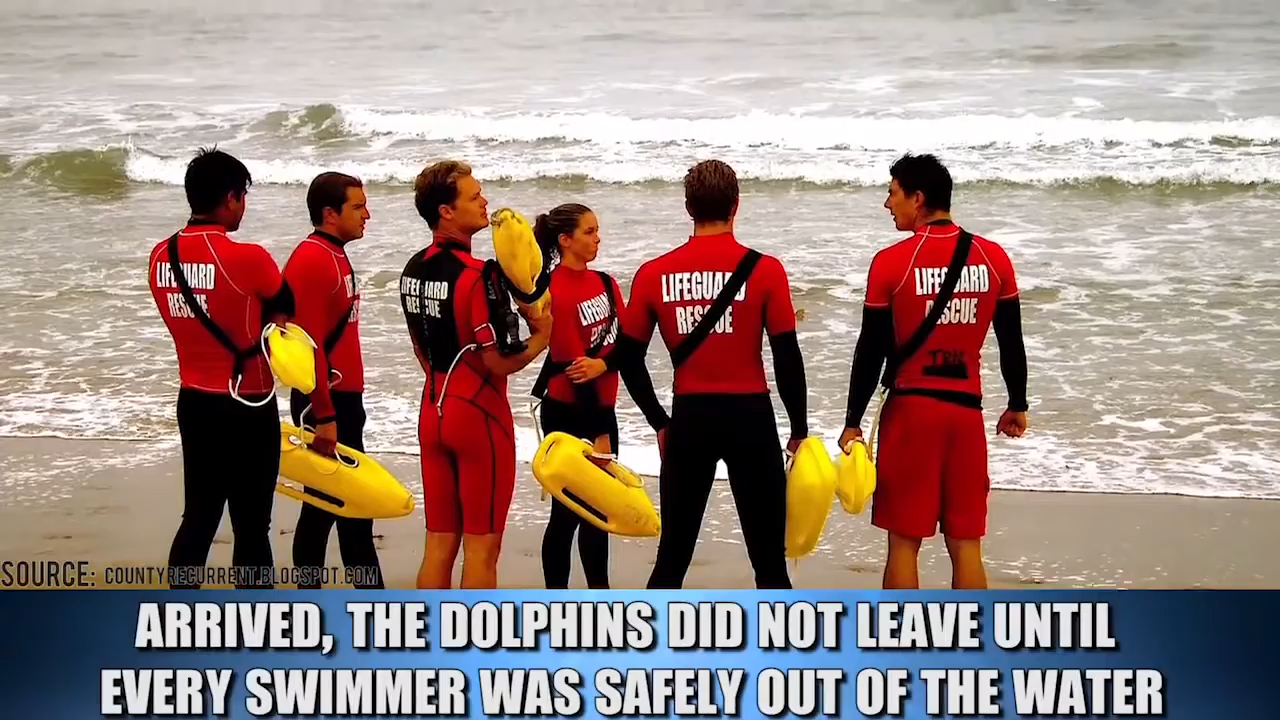 LIFEGUARD
RESCUE
LIFEGUARD
RESCUE
LIFEGUARD
LIFEGUARD
RESCUE
LIFEGUARD
RESCUE
SOURCE: COUNTYRECURRENT.BLOGSPOT.COM
ARRIVED, THE DOLPHINS DID NOT LEAVE UNTIL
EVERY SWIMMER WAS SAFELY OUT OF THE WATER